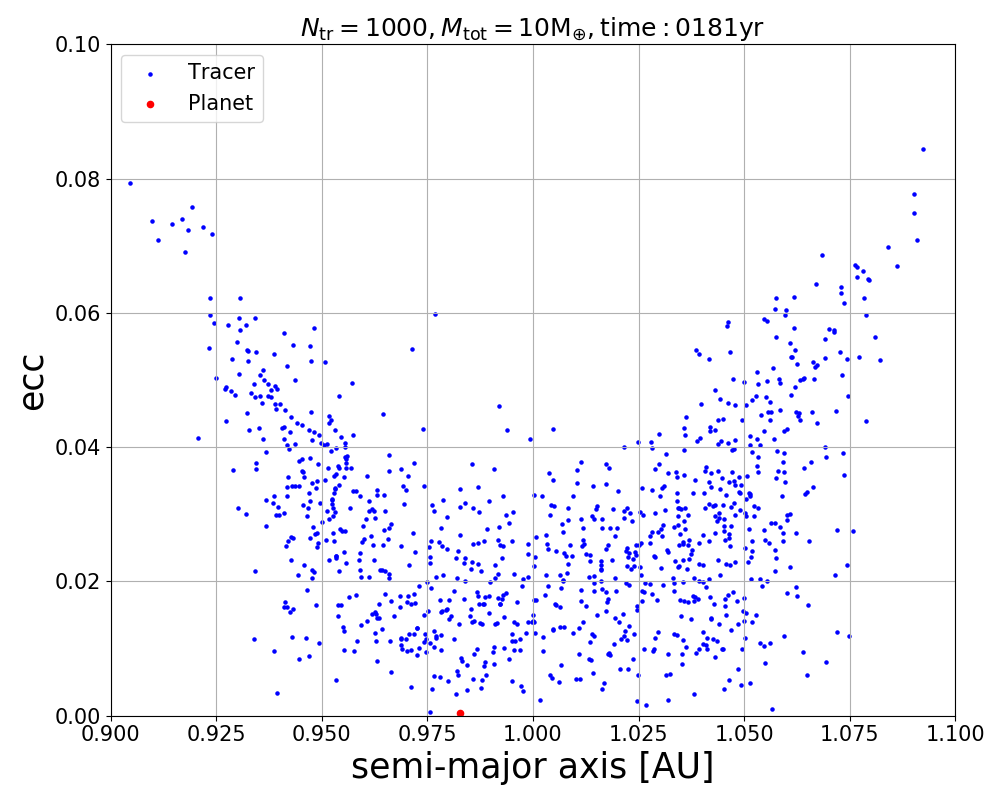 N_tr = 1000, M_tot = 10M_⊕, time : 0181yr
0.10
Tracer
Planet
0.08
0.06
ecc
0.04
0.02
0.00
0.900 0.925 0.950 0.975 1.000 1.025 1.050 1.075 1.100
semi-major axis [AU]